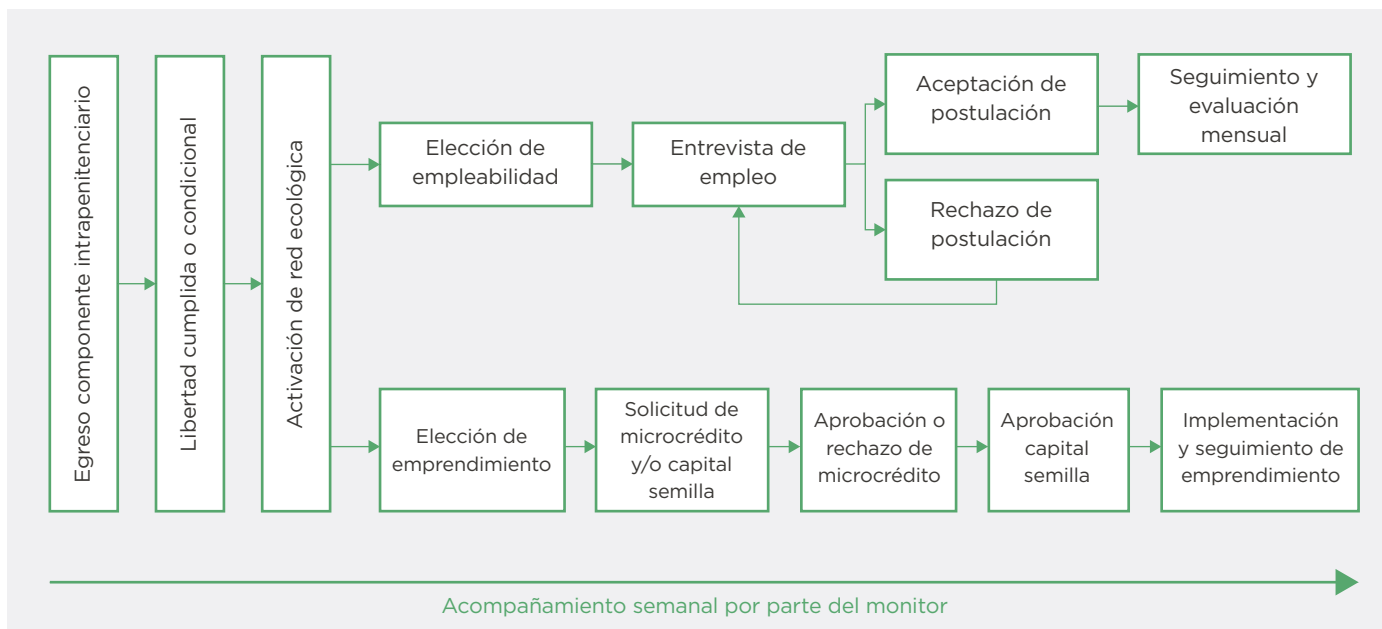 Egreso componente intrapenitenciario
Libertad cumplida o condicional
Activación de red ecológica
Elección de
empleabilidad
Entrevista de
empleo
Aceptación de
postulación
Seguimiento y
evaluación
mensual
Rechazo de
postulación
Elección de
emprendimiento
Solicitud de
microcrédito
y/o capital
semilla
Aprobación o
rechazo de
microcrédito
Aprobación
capital
semilla
Implementación
y seguimiento de
emprendimiento
Acompañamiento semanal por parte del monitor